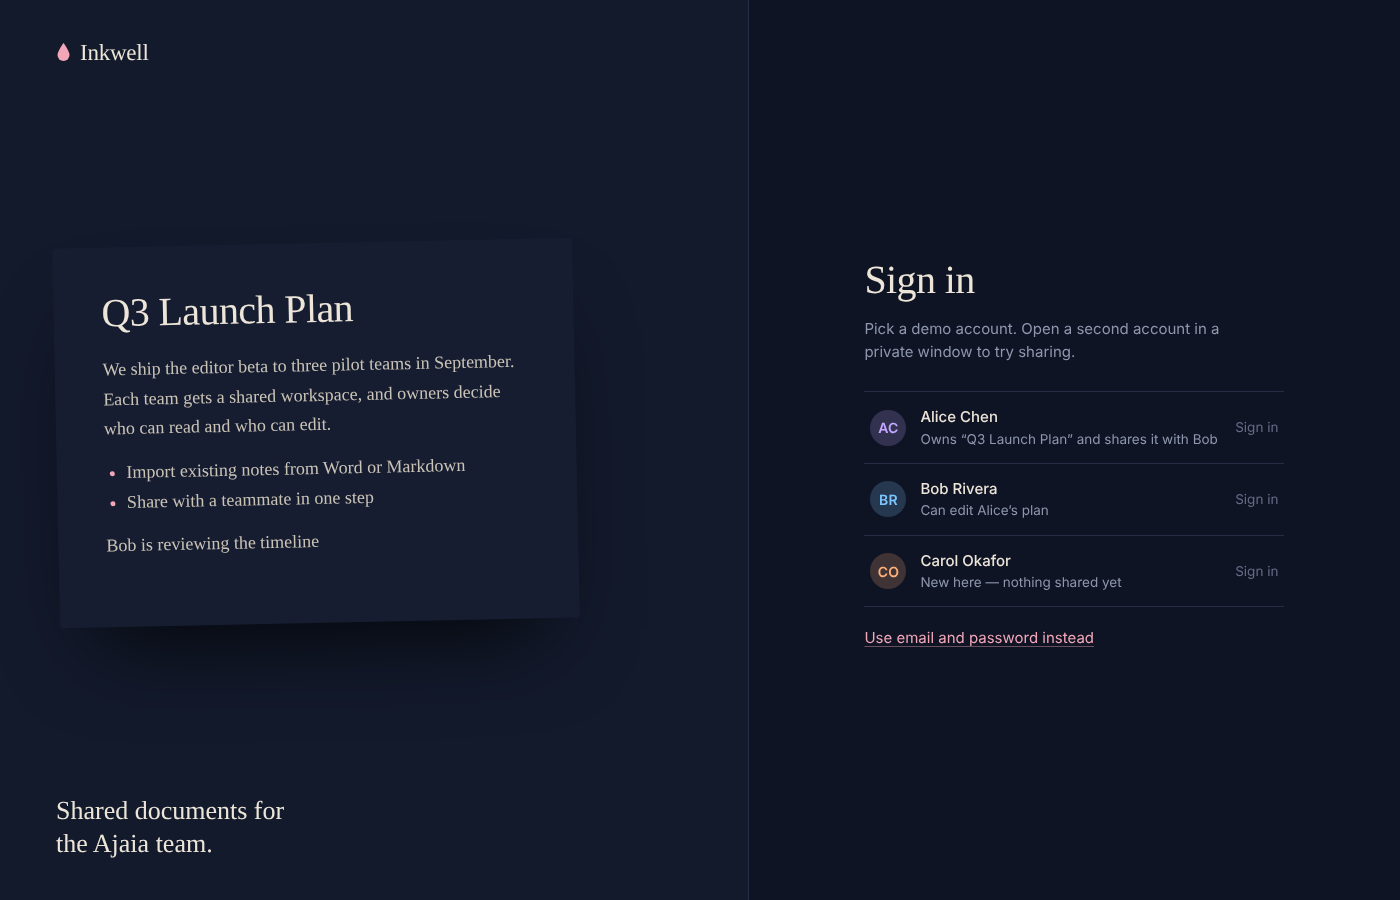 Inkwell
Q3 Launch Plan
We ship the editor beta to three pilot teams in September.
Each team gets a shared workspace, and owners decide
who can read and who can edit.
• Import existing notes from Word or Markdown
• Share with a teammate in one step
Bob is reviewing the timeline
Shared documents for
the Ajaia team.
Sign in
Pick a demo account. Open a second account in a
private window to try sharing.
AC
Alice Chen
Owns “Q3 Launch Plan” and shares it with Bob
Sign in
BR
Bob Rivera
Can edit Alice’s plan
Sign in
CO
Carol Okafor
New here — nothing shared yet
Sign in
Use email and password instead